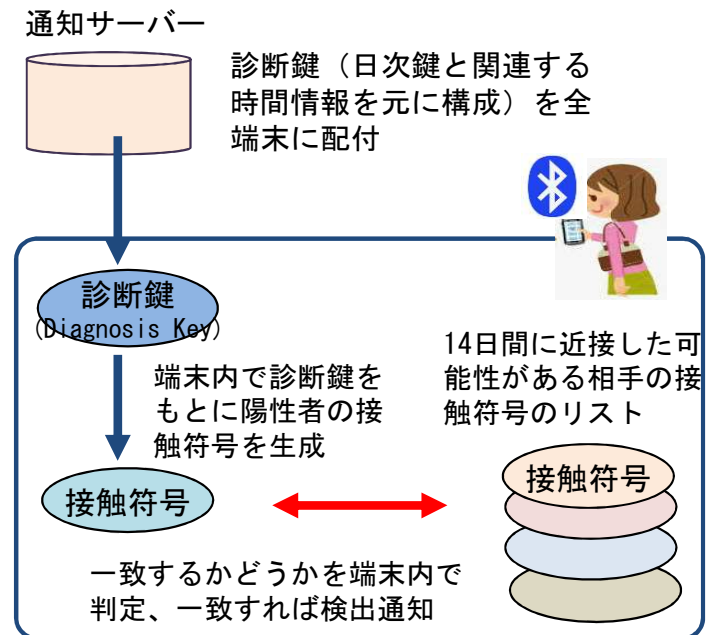 通知サーバー
診断鍵（日次鍵と関連する
時間情報を元に構成）を全
端末に配付
診断鍵
(Diagnosis Key)
14日間に近接した可
能性がある相手の接
触符号のリスト
端末内で診断鍵を
もとに陽性者の接
触符号を生成
接触符号
接触符号
一致するかどうかを端末内で
判定、一致すれば検出通知